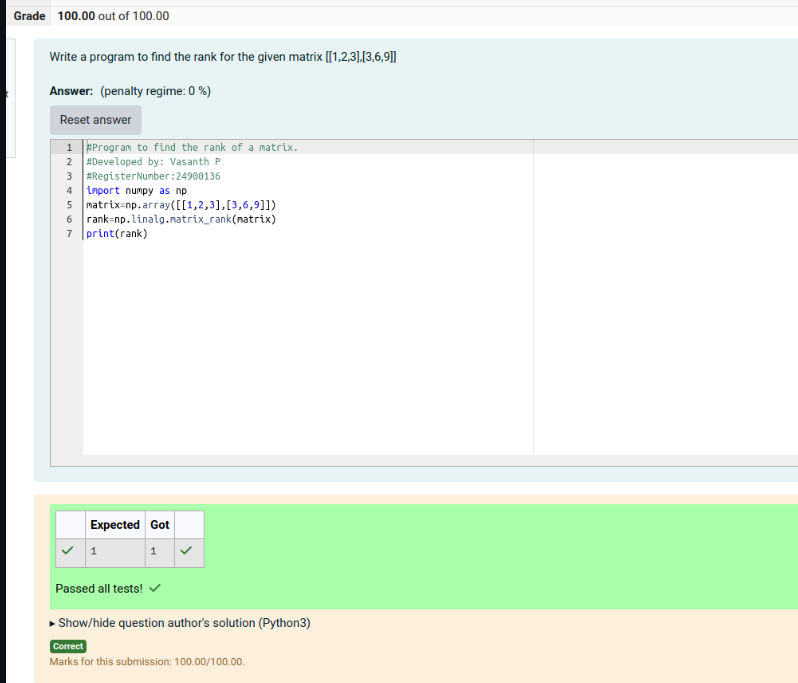 Grade 100.00 out of 100.00
Write a program to find the rank for the given matrix [[1,2,3],[3,6,9]]
Answer: (penalty regime: 0 %)
Reset answer
1 #Program to find the rank of a matrix.
2 #Developed by: Vasanth P
3 #RegisterNumber:24900136
4 import numpy as np
5 matrix=np.array([[1,2,3],[3,6,9]])
6 rank=np.linalg.matrix_rank(matrix)
7 print(rank)
Expected Got
1 1
Passed all tests!
Show/hide question author's solution (Python3)
Correct
Marks for this submission: 100.00/100.00.